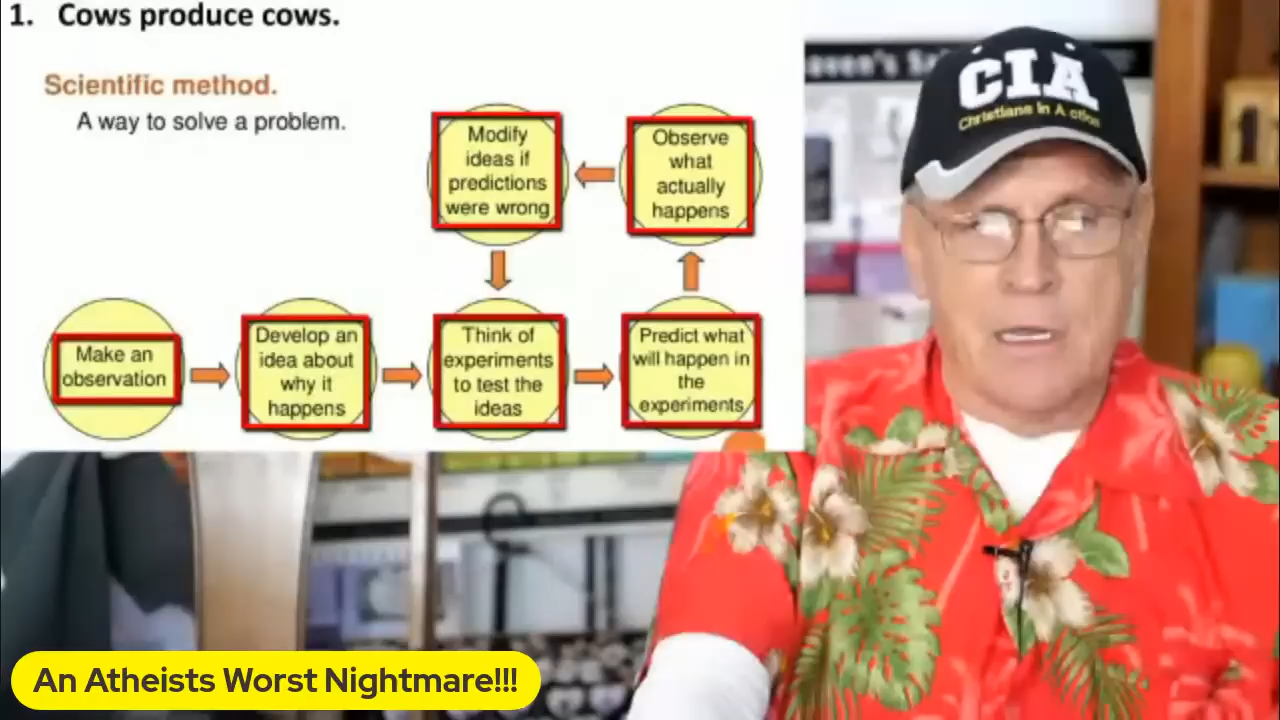 1. Cows produce cows.
Scientific method.
A way to solve a problem.
Modify
ideas if
predictions
were wrong
Observe
what
actually
happens
Make an
observation
Develop an
idea about
why it
happens
Think of
experiments
to test the
ideas
Predict what
will happen in
the
experiments
CIA
Christians In Action
An Atheists Worst Nightmare!!!